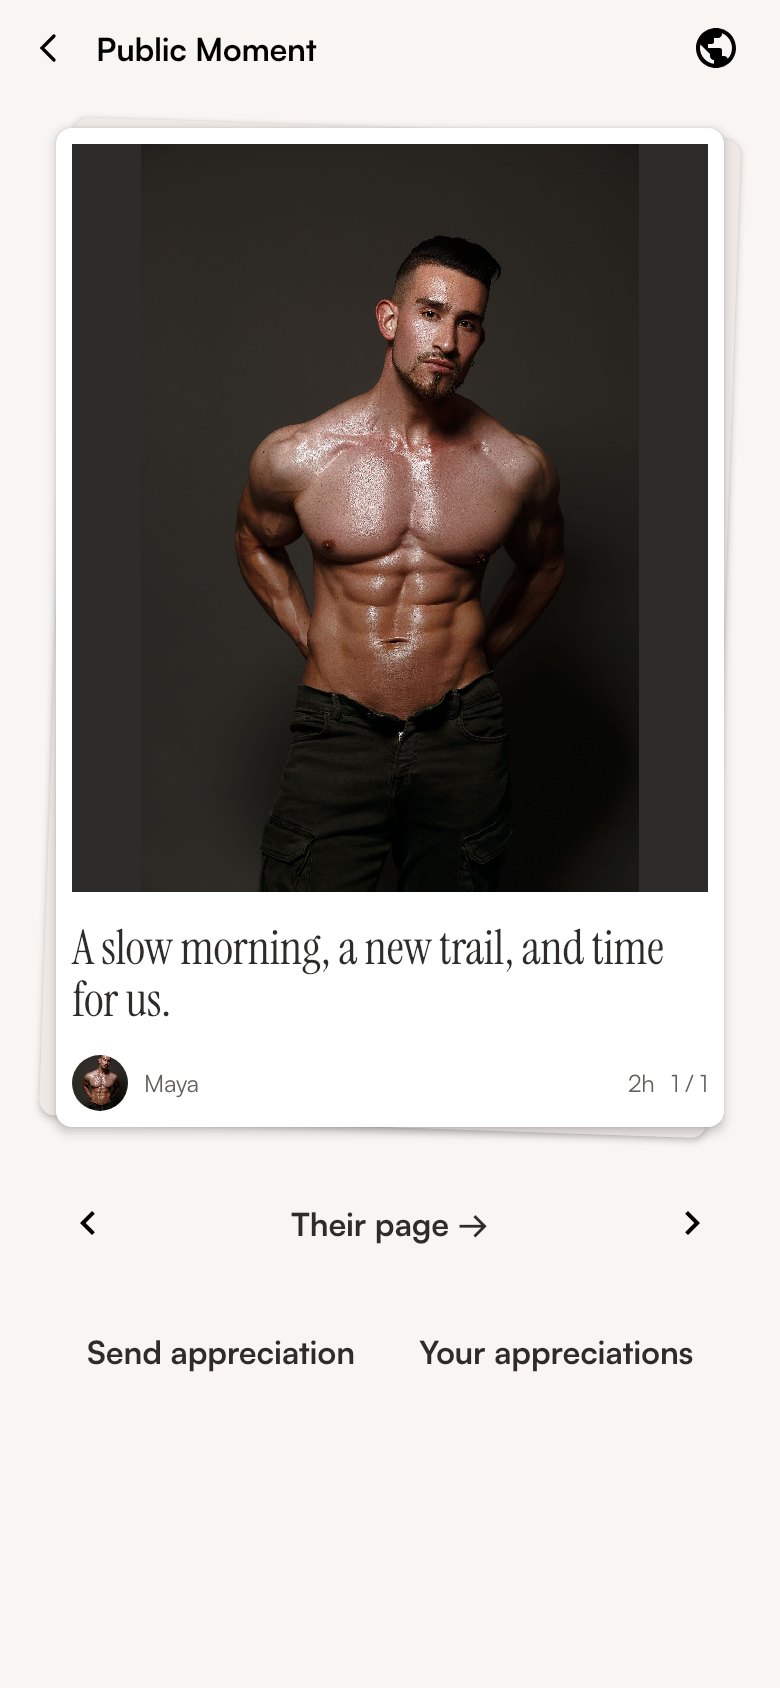 Public Moment
A slow morning, a new trail, and time
for us.
Maya
2h 1 / 1
Their page →
Send appreciation
Your appreciations